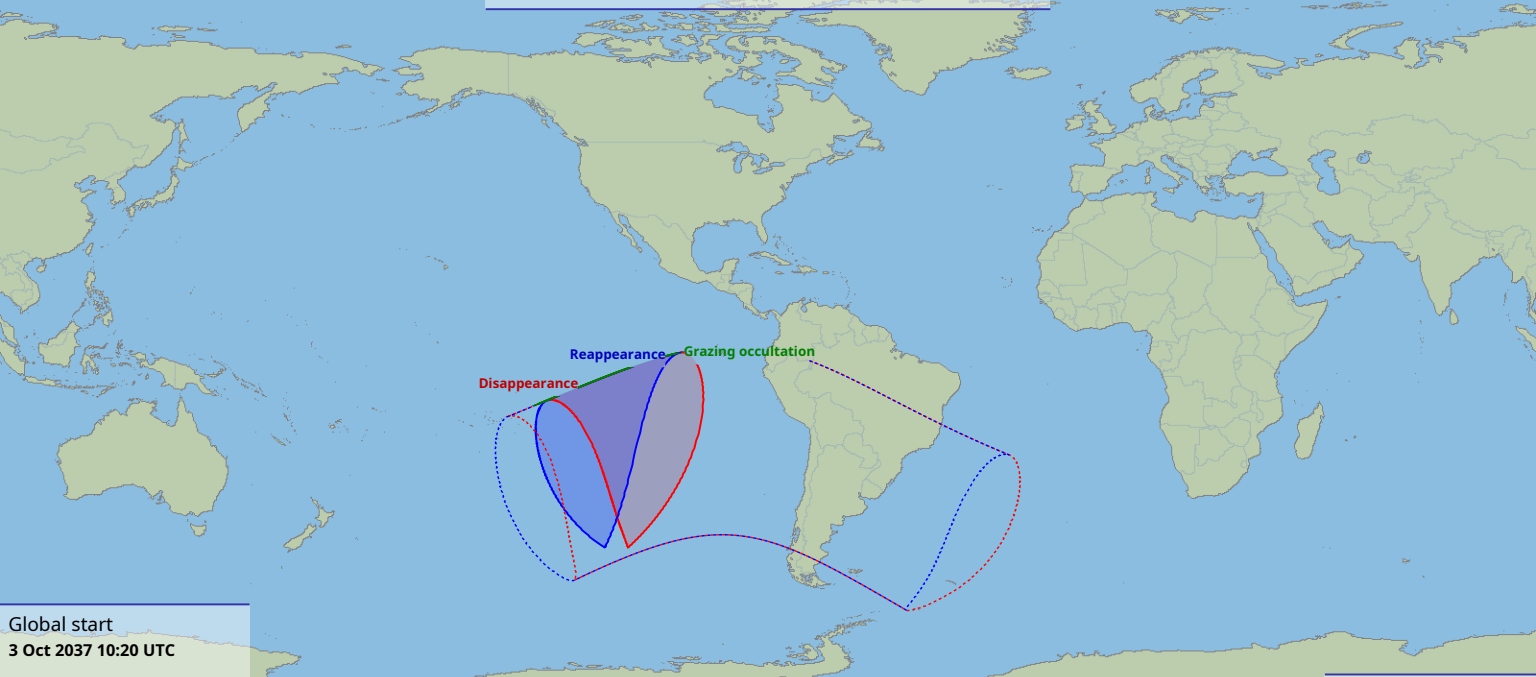 Grazing occultation
Reappearance
Disappearance
Global start
3 Oct 2037 10:20 UTC